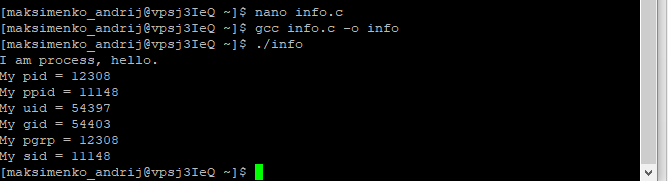 [maksimenko_andrij@vpsj3IeQ ~]$ nano info.c
[maksimenko_andrij@vpsj3IeQ ~]$ gcc info.c -o info
[maksimenko_andrij@vpsj3IeQ ~]$ ./info
I am process, hello.
My pid = 12308
My ppid = 11148
My uid = 54397
My gid = 54403
My pgrp = 12308
My sid = 11148
[maksimenko_andrij@vpsj3IeQ ~]$